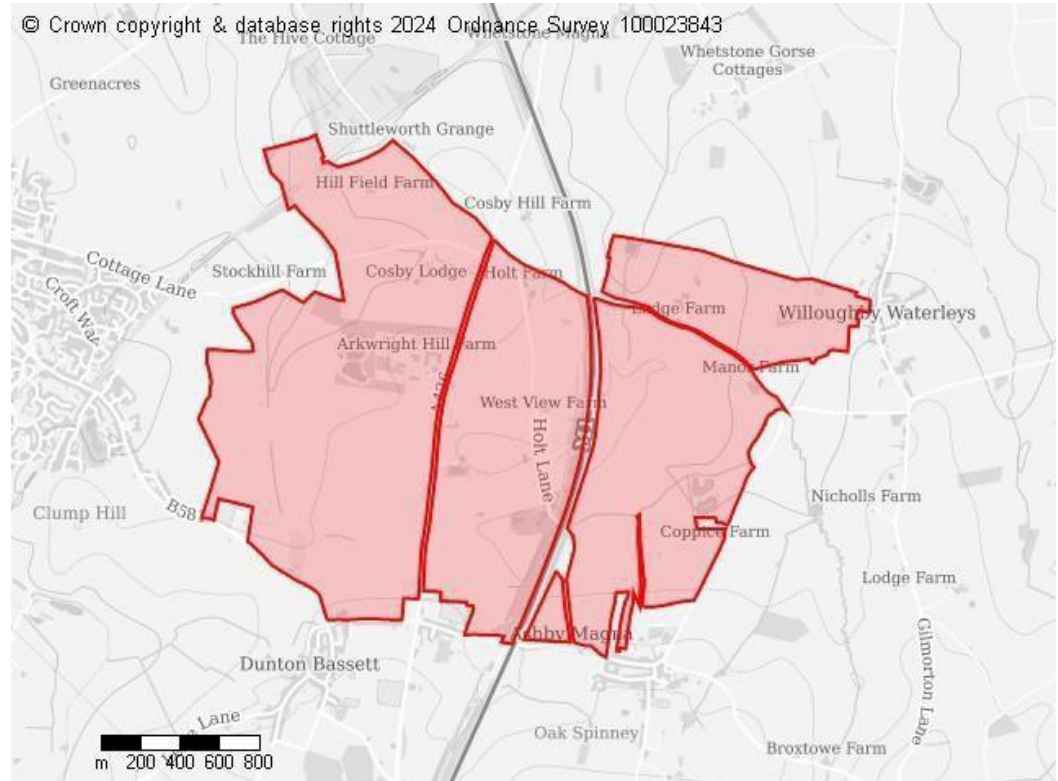 © Crown copyright & database rights 2024 Ordnance Survey 100023843
The Hive Cottage
Whetstone Magna
Whetstone Gorse
Cottages
Greenacres
Shuttleworth Grange
Hill Field Farm
Cosby Hill Farm
Cottage Lane
Stockhill Farm
Cosby Lodge
Holt Farm
Croft Way
Lodge Farm
Willoughby Waterleys
Arkwright Hill Farm
Manor Farm
A426
West View Farm
Holt Lane
Nicholls Farm
Clump Hill
B58
Coppice Farm
Lodge Farm
Ashby Magna
Gilmorton Lane
Dunton Bassett
Lane
Oak Spinney
Broxtowe Farm
m 200 400 600 800